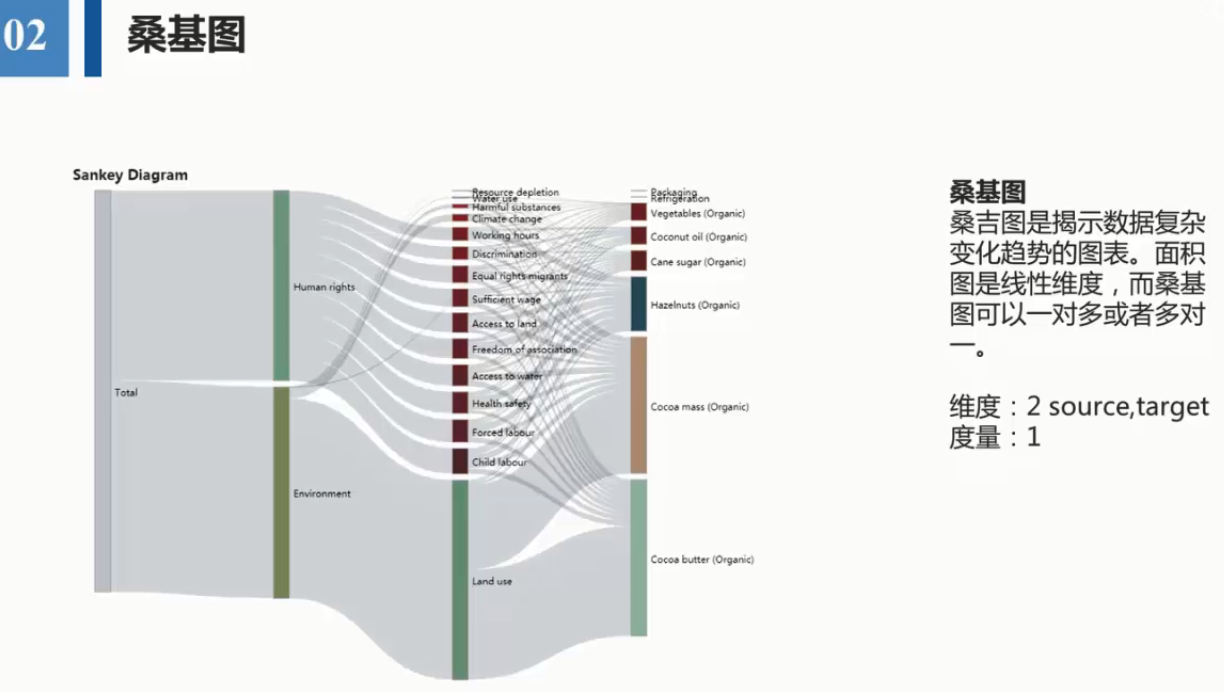 02
桑基图
Sankey Diagram
Total
Human rights
Environment
Resource depletion
Water use
Harmful substances
Climate change
Working hours
Discrimination
Equal rights migrants
Sufficient wage
Access to land
Freedom of association
Access to water
Health safety
Forced labour
Child labour
Land use
Packaging
Refrigeration
Vegetables (Organic)
Coconut oil (Organic)
Cane sugar (Organic)
Hazelnuts (Organic)
Cocoa mass (Organic)
Cocoa butter (Organic)
桑基图
桑吉图是揭示数据复杂
变化趋势的图表。面积
图是线性维度，而桑基
图可以一对多或者多对
一。
维度：2 source,target
度量：1